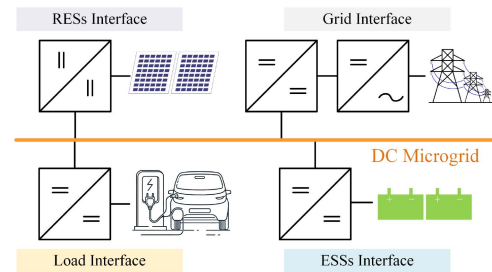 RESs Interface
Grid Interface
DC Microgrid
Load Interface
ESSs Interface